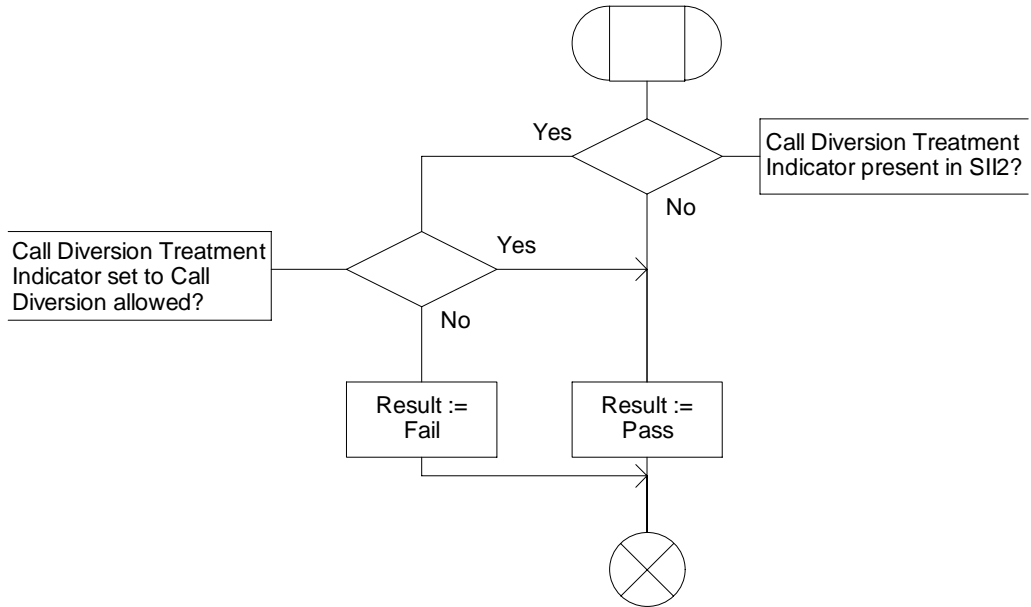 Yes
Call Diversion Treatment
Indicator present in SII2?
No
Call Diversion Treatment
Indicator set to Call
Diversion allowed?
Yes
No
Result :=
Fail
Result :=
Pass